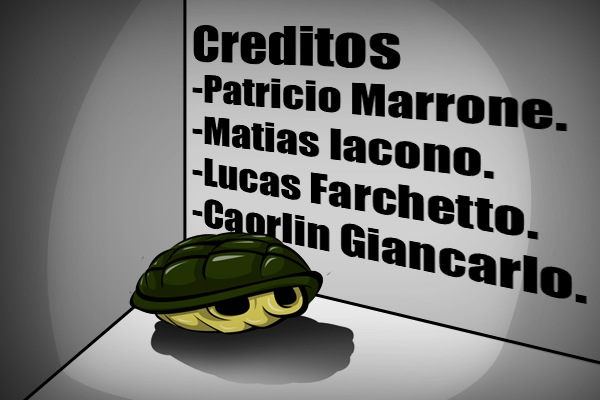 Creditos
-Patricio Marrone.
-Matias Iacono.
-Lucas Farchetto.
-Caorlin Giancarlo.